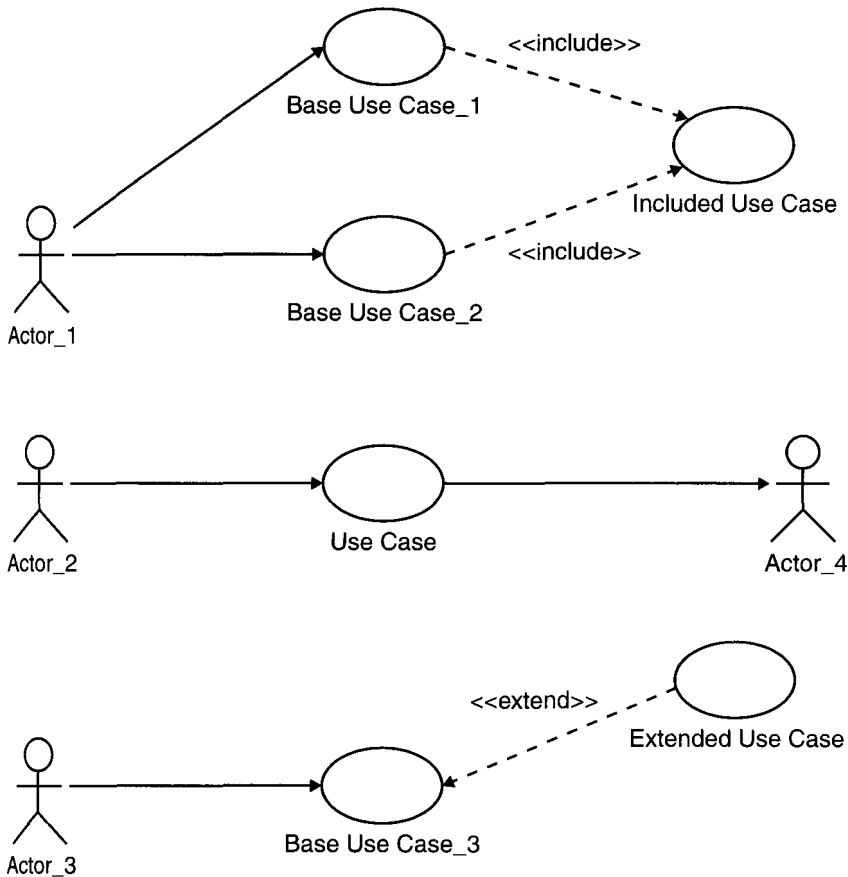 <<include>>
Base Use Case_1
Included Use Case
<<include>>
Base Use Case_2
Actor_1
Use Case
Actor_2
Actor_4
<<extend>>
Extended Use Case
Base Use Case_3
Actor_3